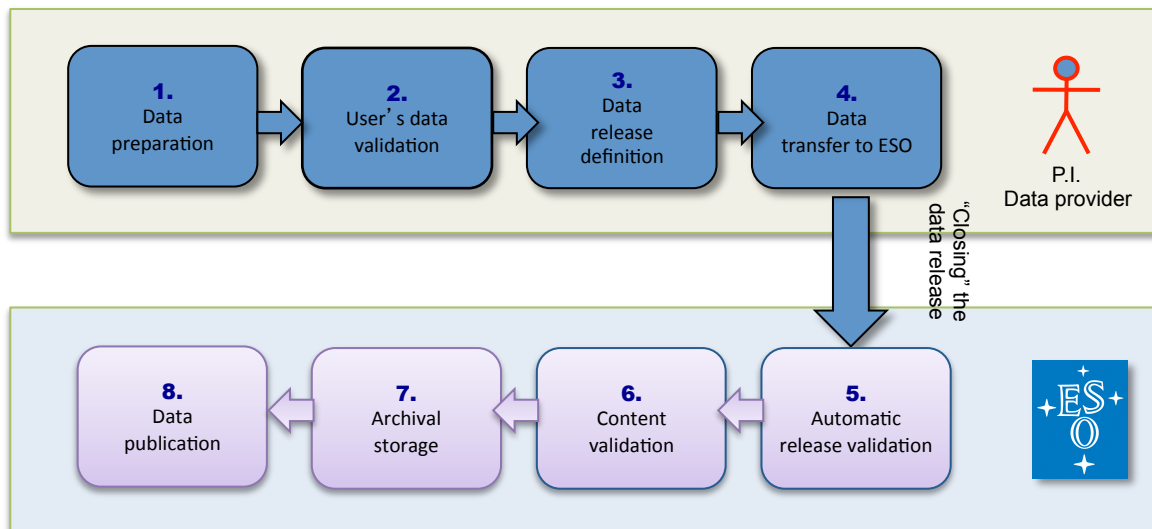 1.
Data
preparation
2.
User’s data
validation
3.
Data
release
definition
4.
Data
transfer to ESO
P.I.
Data provider
“Closing” the
data release
8.
Data
publication
7.
Archival
storage
6.
Content
validation
5.
Automatic
release validation
ES
O